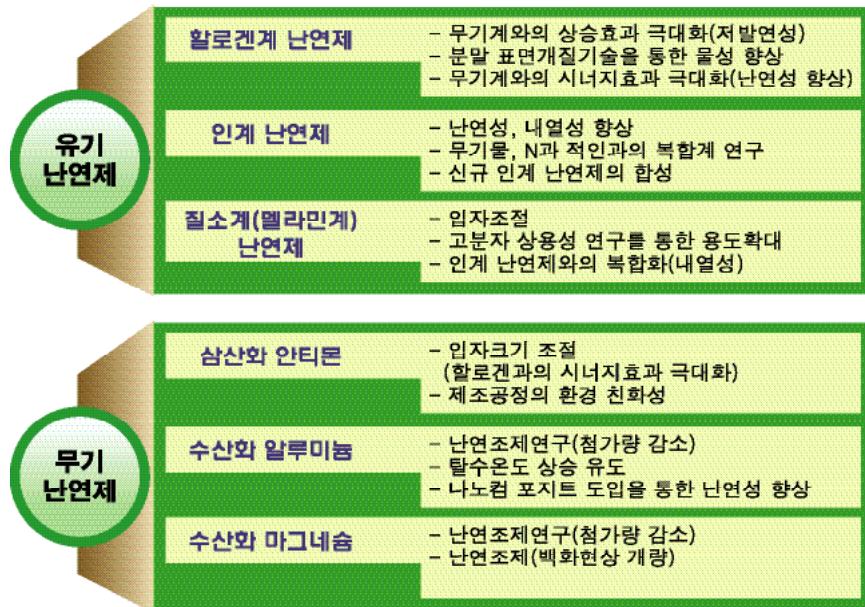 유기
난연제
할로겐계 난연제
– 무기계와의 상승효과 극대화(저발연성)
– 분말 표면개질기술을 통한 물성 향상
– 무기계와의 시너지효과 극대화(난연성 향상)
인계 난연제
– 난연성, 내열성 향상
– 무기물, N과 적인과의 복합계 연구
– 신규 인계 난연제의 합성
질소계(멜라민계)
난연제
– 입자조절
– 고분자 상용성 연구를 통한 용도확대
– 인계 난연제와의 복합화(내열성)
무기
난연제
삼산화 안티몬
– 입자크기 조절
(할로겐과의 시너지효과 극대화)
– 제조공정의 환경 친화성
수산화 알루미늄
– 난연조제연구(첨가량 감소)
– 탈수온도 상승 유도
– 나노컴 포지트 도입을 통한 닌연성 향상
수산화 마그네슘
– 난연조제연구(첨가량 감소)
– 난연조제(백화현상 개량)